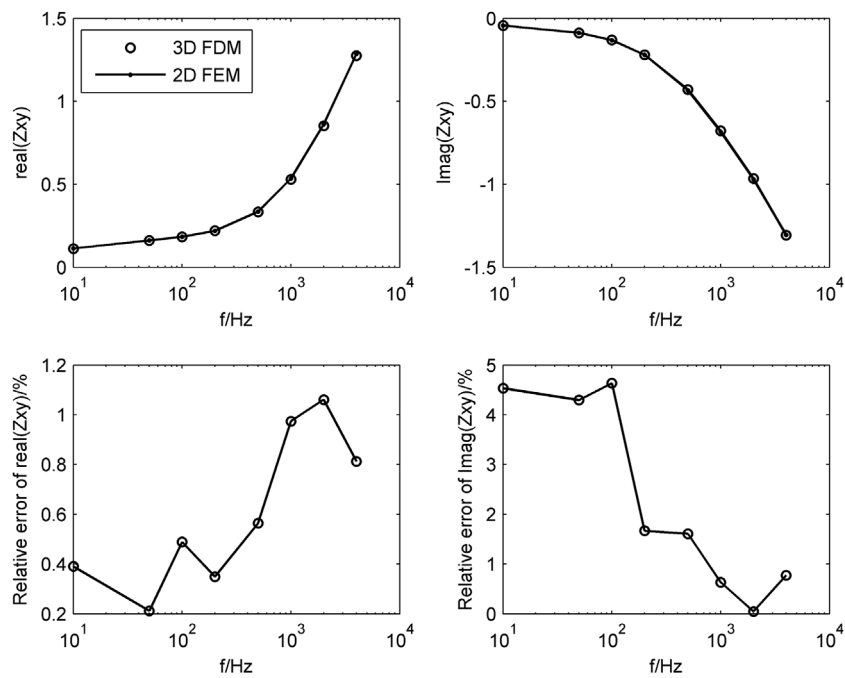 1.5
1
0.5
0
real(Zxy)
3D FDM
2D FEM
10^1 10^2 10^3 10^4
f/Hz
0
-0.5
-1
-1.5
Imag(Zxy)
10^1 10^2 10^3 10^4
f/Hz
1.2
1
0.8
0.6
0.4
0.2
Relative error of real(Zxy)/%
10^1 10^2 10^3 10^4
f/Hz
5
4
3
2
1
0
Relative error of Imag(Zxy)/%
10^1 10^2 10^3 10^4
f/Hz